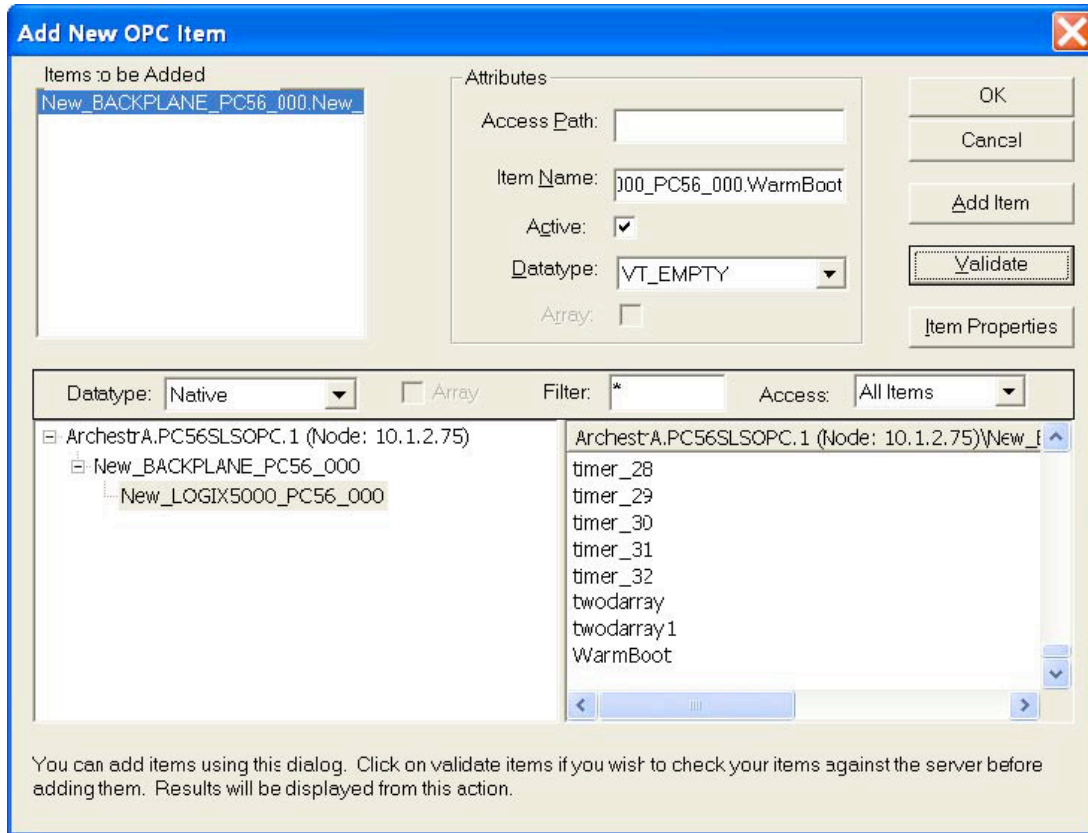 Add New OPC Item
Items to be Added
New_BACKPLANE_PC56_000.New_
Attributes
Access Path:
Item Name: 000_PC56_000.WarmBoot
Active:
Datatype: VT_EMPTY
Array:
OK
Cancel
Add Item
Validate
Item Properties
Datatype: Native Array Filter: * Access: All Items
ArchestrA.PC56SLSOPC.1 (Node: 10.1.2.75)
New_BACKPLANE_PC56_000
New_LOGIX5000_PC56_000
ArchestrA.PC56SLSOPC.1 (Node: 10.1.2.75)\New_E
timer_28
timer_29
timer_30
timer_31
timer_32
twodarray
twodarray1
WarmBoot
You can add items using this dialog. Click on validate items if you wish to check your items against the server before
adding them. Results will be displayed from this action.